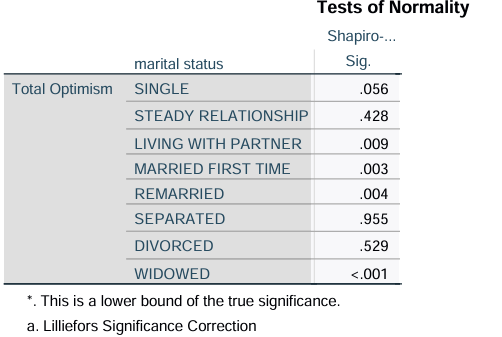 Tests of Normality
Shapiro-...
marital status Sig.
Total Optimism SINGLE .056
STEADY RELATIONSHIP .428
LIVING WITH PARTNER .009
MARRIED FIRST TIME .003
REMARRIED .004
SEPARATED .955
DIVORCED .529
WIDOWED <.001
*. This is a lower bound of the true significance.
a. Lilliefors Significance Correction